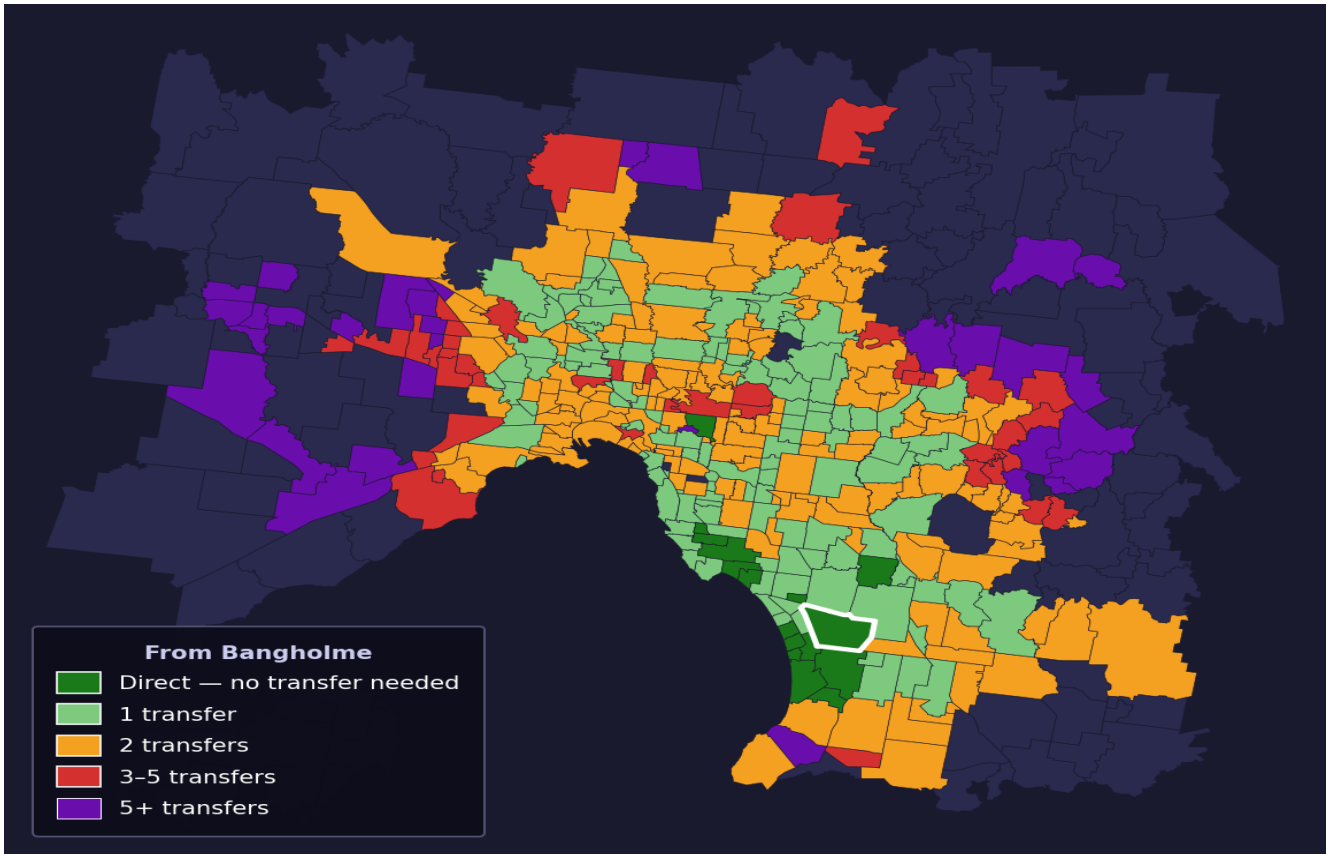 From Bangholme
Direct — no transfer needed
1 transfer
2 transfers
3–5 transfers
5+ transfers